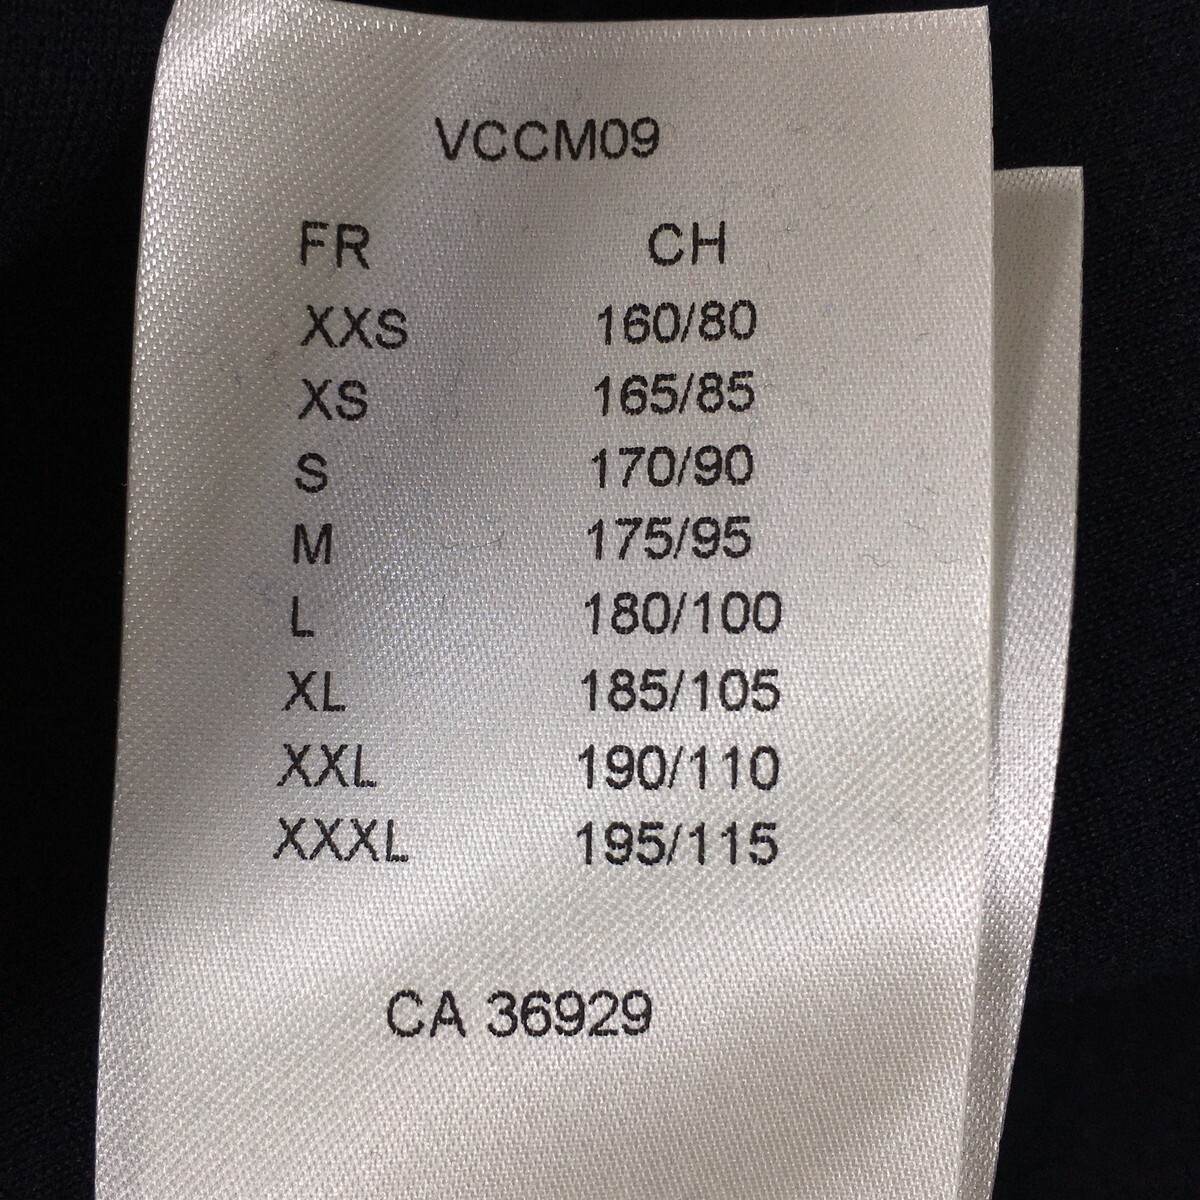 VCCM09
FR CH
XXS 160/80
XS 165/85
S 170/90
M 175/95
L 180/100
XL 185/105
XXL 190/110
XXXL 195/115
CA 36929